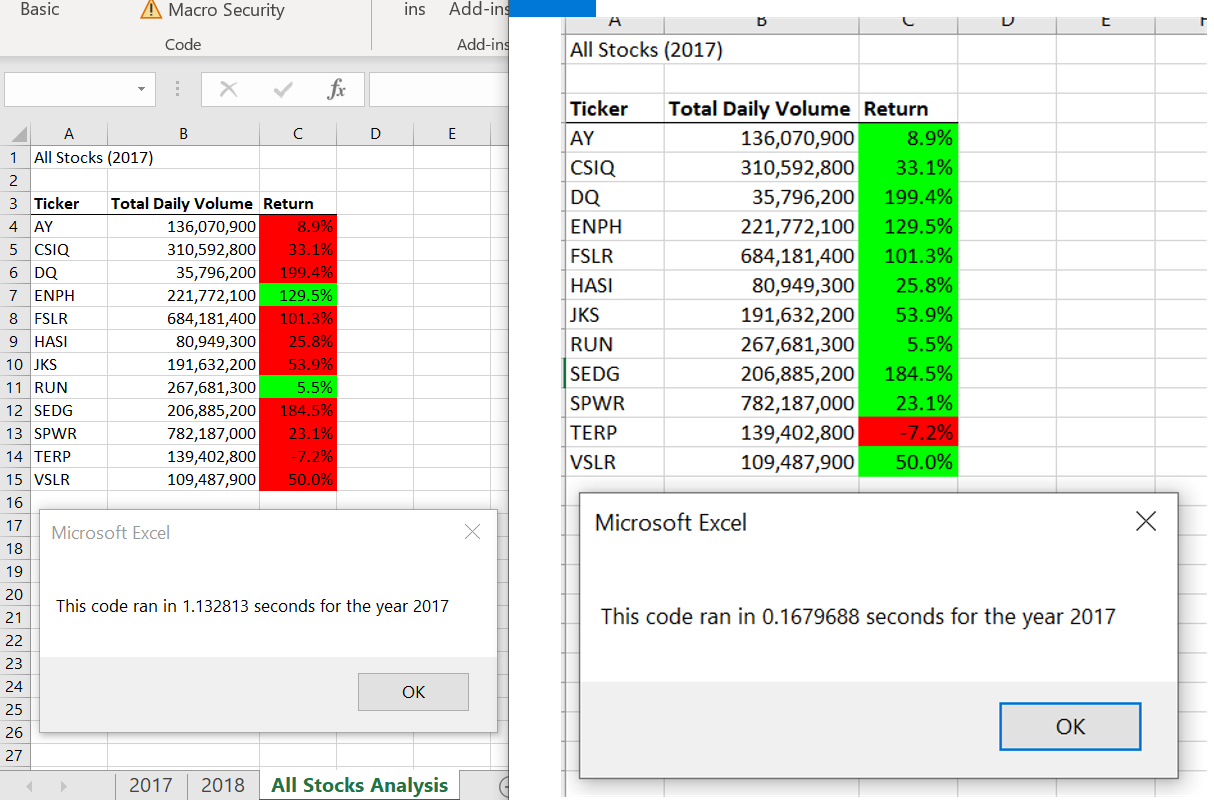 Basic
Macro Security
ins
Add-ins
Code
Add-ins
fx
A B C D E
1 All Stocks (2017)
2
3 Ticker Total Daily Volume Return
4 AY 136,070,900 8.9%
5 CSIQ 310,592,800 33.1%
6 DQ 35,796,200 199.4%
7 ENPH 221,772,100 129.5%
8 FSLR 684,181,400 101.3%
9 HASI 80,949,300 25.8%
10 JKS 191,632,200 53.9%
11 RUN 267,681,300 5.5%
12 SEDG 206,885,200 184.5%
13 SPWR 782,187,000 23.1%
14 TERP 139,402,800 -7.2%
15 VSLR 109,487,900 50.0%
16
17
18
19
20
21
22
23
24
25
26
27
Microsoft Excel
This code ran in 1.132813 seconds for the year 2017
OK
2017 2018 All Stocks Analysis
A B C D E
All Stocks (2017)
Ticker Total Daily Volume Return
AY 136,070,900 8.9%
CSIQ 310,592,800 33.1%
DQ 35,796,200 199.4%
ENPH 221,772,100 129.5%
FSLR 684,181,400 101.3%
HASI 80,949,300 25.8%
JKS 191,632,200 53.9%
RUN 267,681,300 5.5%
SEDG 206,885,200 184.5%
SPWR 782,187,000 23.1%
TERP 139,402,800 -7.2%
VSLR 109,487,900 50.0%
Microsoft Excel
This code ran in 0.1679688 seconds for the year 2017
OK